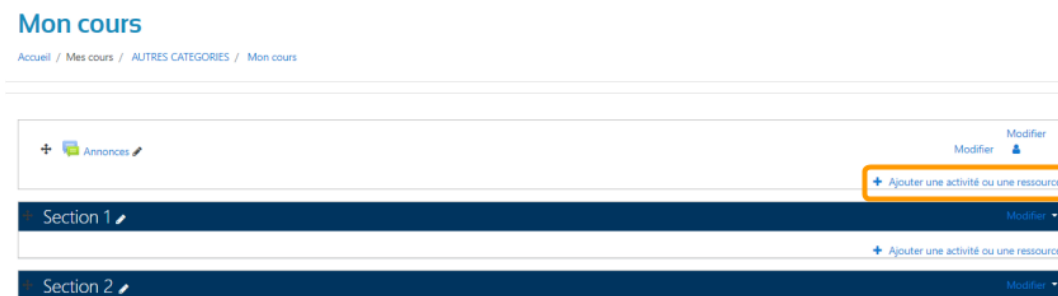 Mon cours
Accueil / Mes cours / AUTRES CATEGORIES / Mon cours
Modifier
Annonces Modifier
+ Ajouter une activité ou une ressource
Section 1 Modifier
+ Ajouter une activité ou une ressource
Section 2 Modifier